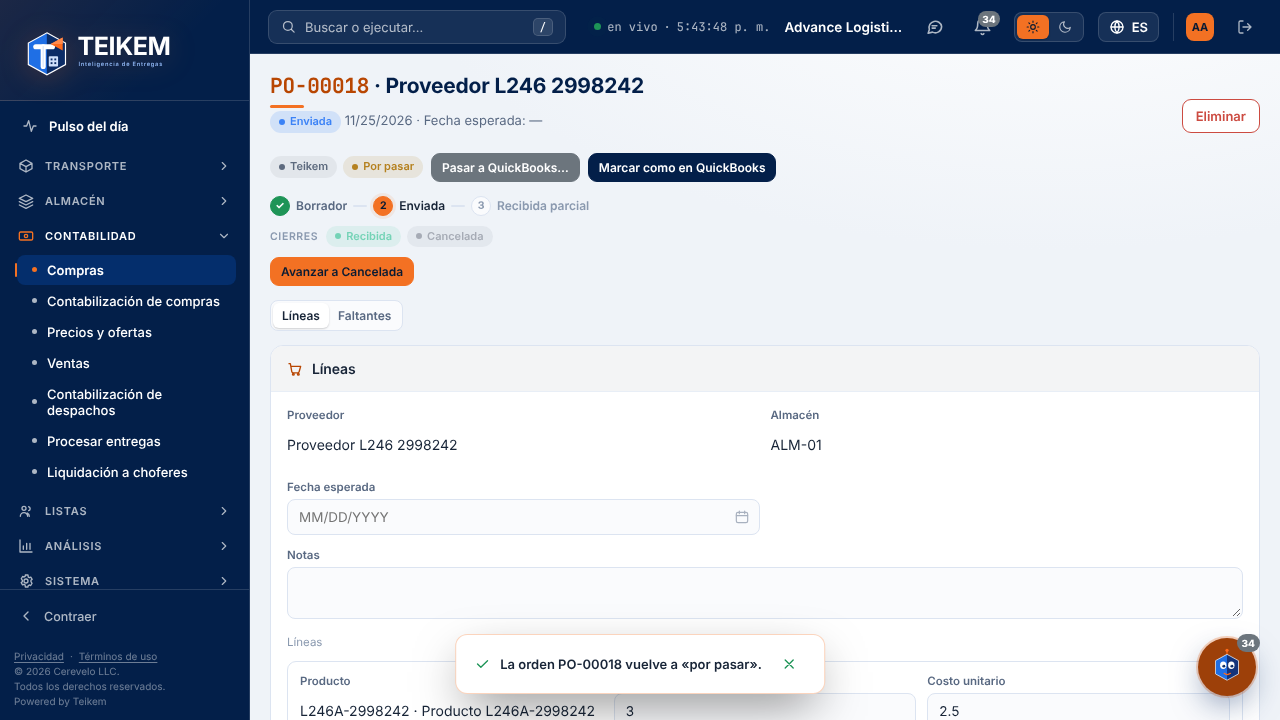 TEIKEM
Inteligencia de Entregas
Buscar o ejecutar...
/
en vivo · 5:43:48 p. m.
Advance Logisti...
34
ES
AA
Pulso del día
TRANSPORTE
ALMACÉN
CONTABILIDAD
Compras
Contabilización de compras
Precios y ofertas
Ventas
Contabilización de
despachos
Procesar entregas
Liquidación a choferes
LISTAS
ANÁLISIS
SISTEMA
Contraer
Privacidad · Términos de uso
© 2026 Cerevelo LLC.
Todos los derechos reservados.
Powered by Teikem
PO-00018 · Proveedor L246 2998242
Enviada 11/25/2026 · Fecha esperada: —
Eliminar
Teikem
Por pasar
Pasar a QuickBooks...
Marcar como en QuickBooks
Borrador
2 Enviada
3 Recibida parcial
CIERRES
Recibida
Cancelada
Avanzar a Cancelada
Líneas
Faltantes
Líneas
Proveedor
Almacén
Proveedor L246 2998242
ALM-01
Fecha esperada
MM/DD/YYYY
Notas
Líneas
Producto
Costo unitario
L246A-2998242 · Producto L246A-2998242
3
2.5
La orden PO-00018 vuelve a «por pasar».
34